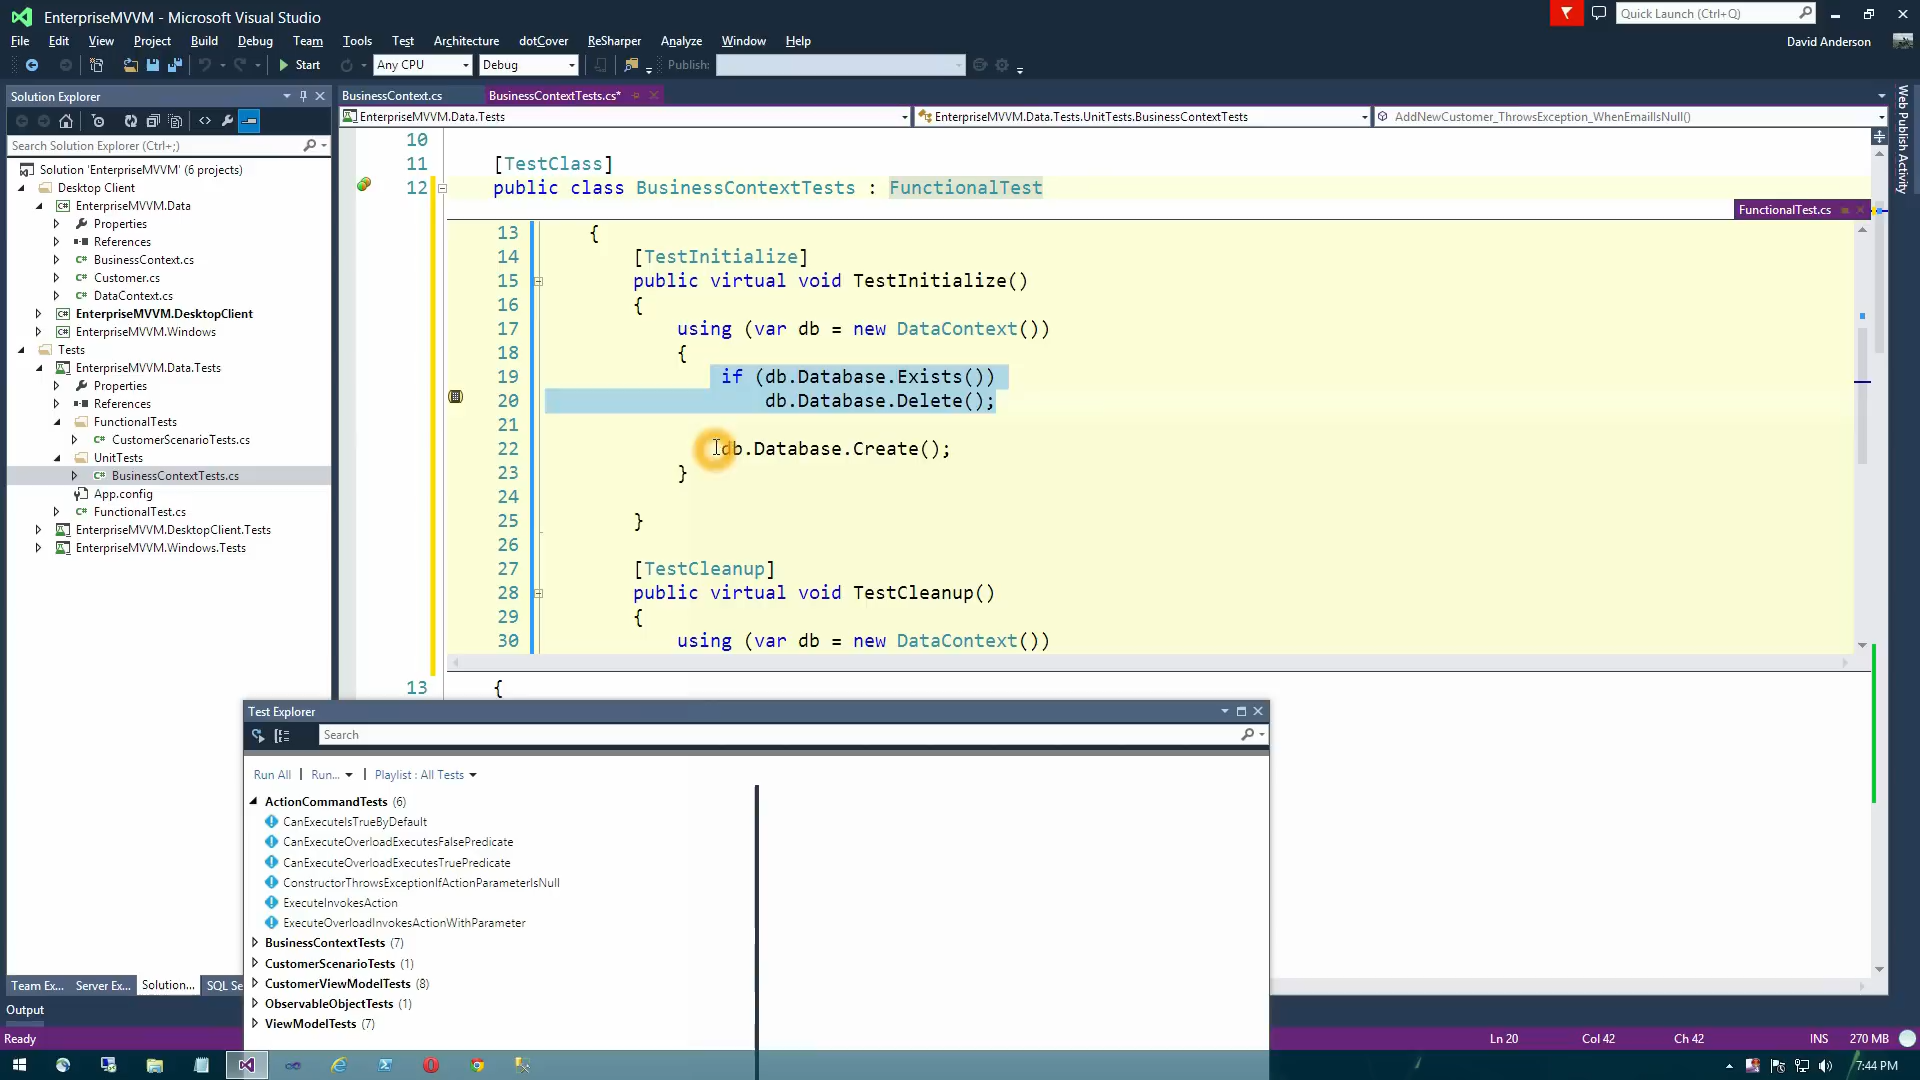 EnterpriseMVVM - Microsoft Visual Studio
Quick Launch (Ctrl+Q)
File Edit View Project Build Debug Team Tools Test Architecture dotCover ReSharper Analyze Window Help
David Anderson
Start Any CPU Debug Publish:
Solution Explorer
BusinessContext.cs BusinessContextTests.cs*
EnterpriseMVVM.Data.Tests EnterpriseMVVM.Data.Tests.UnitTests.BusinessContextTests AddNewCustomer_ThrowsException_WhenEmailIsNull()
Web Publish Activity
Search Solution Explorer (Ctrl+;)
Solution 'EnterpriseMVVM' (6 projects)
Desktop Client
EnterpriseMVVM.Data
Properties
References
BusinessContext.cs
Customer.cs
DataContext.cs
EnterpriseMVVM.DesktopClient
EnterpriseMVVM.Windows
Tests
EnterpriseMVVM.Data.Tests
Properties
References
FunctionalTests
CustomerScenarioTests.cs
UnitTests
BusinessContextTests.cs
App.config
FunctionalTest.cs
EnterpriseMVVM.DesktopClient.Tests
EnterpriseMVVM.Windows.Tests
10
11 [TestClass]
12 public class BusinessContextTests : FunctionalTest
FunctionalTest.cs
13 {
14 [TestInitialize]
15 public virtual void TestInitialize()
16 {
17 using (var db = new DataContext())
18 {
19 if (db.Database.Exists())
20 db.Database.Delete();
21
22 db.Database.Create();
23 }
24
25 }
26
27 [TestCleanup]
28 public virtual void TestCleanup()
29 {
30 using (var db = new DataContext())
13 {
Test Explorer
Search
Run All Run... Playlist : All Tests
ActionCommandTests (6)
CanExecuteIsTrueByDefault
CanExecuteOverloadExecutesFalsePredicate
CanExecuteOverloadExecutesTruePredicate
ConstructorThrowsExceptionIfActionParameterIsNull
ExecuteInvokesAction
ExecuteOverloadInvokesActionWithParameter
BusinessContextTests (7)
CustomerScenarioTests (1)
CustomerViewModelTests (8)
ObservableObjectTests (1)
ViewModelTests (7)
Team Ex... Server Ex... Solution... SQL Se
Output
Ready Ln 20 Col 42 Ch 42 INS 270 MB
7:44 PM